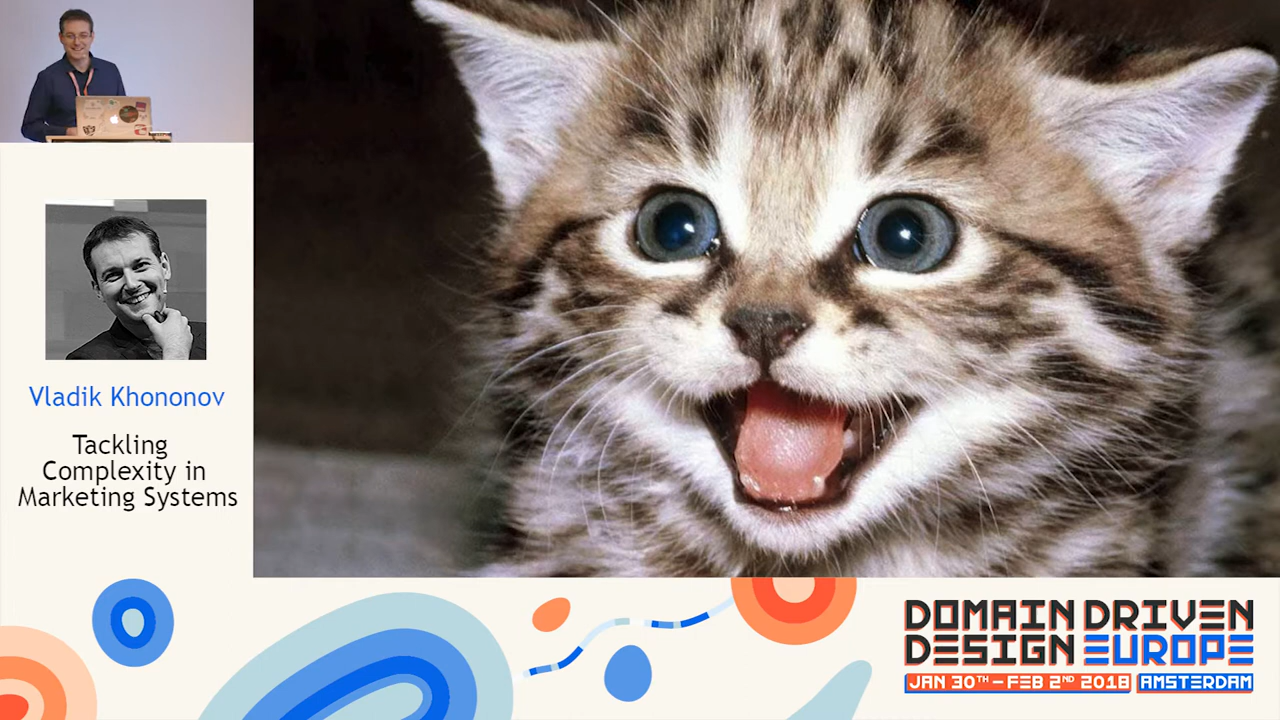 Vladik Khononov
Tackling
Complexity in
Marketing Systems
DOMAIN DRIVEN
DESIGN EUROPE
JAN 30TH - FEB 2ND 2018 AMSTERDAM